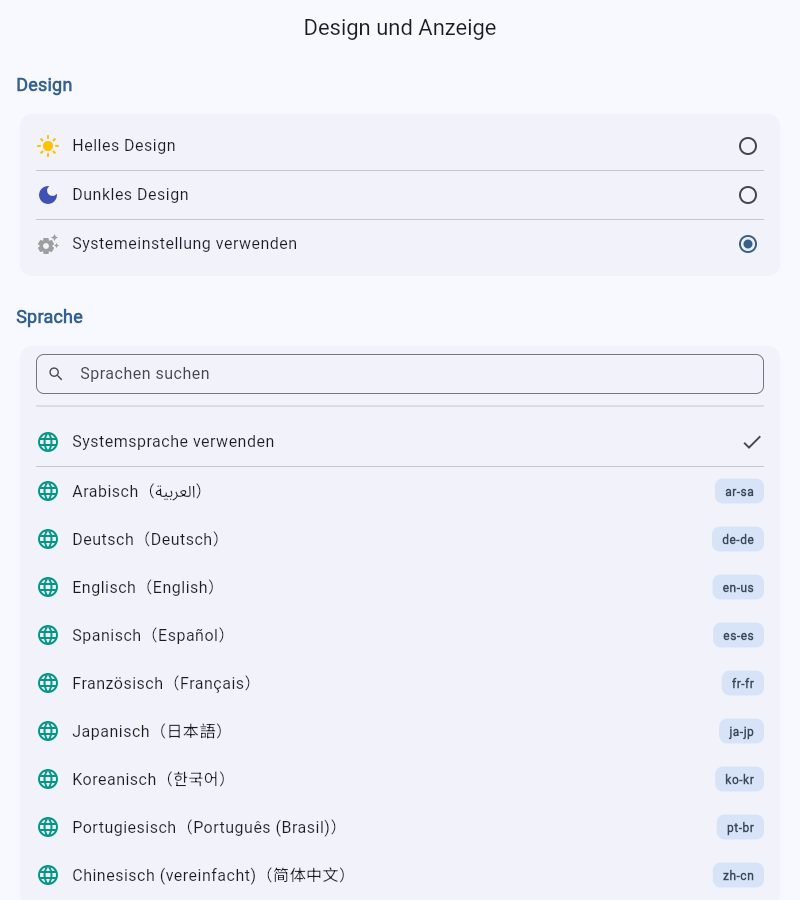 Design und Anzeige
Design
Helles Design
Dunkles Design
Systemeinstellung verwenden
Sprache
Sprachen suchen
Systemsprache verwenden
Arabisch（العربية） ar-sa
Deutsch（Deutsch） de-de
Englisch（English） en-us
Spanisch（Español） es-es
Französisch（Français） fr-fr
Japanisch（日本語） ja-jp
Koreanisch（한국어） ko-kr
Portugiesisch（Português (Brasil)） pt-br
Chinesisch (vereinfacht)（简体中文） zh-cn